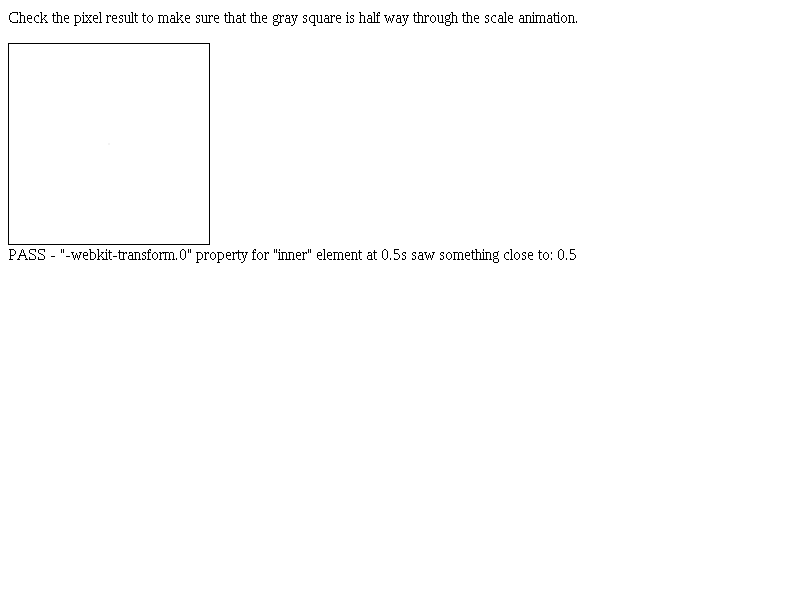 Check the pixel result to make sure that the gray square is half way through the scale animation.
PASS - "-webkit-transform.0" property for "inner" element at 0.5s saw something close to: 0.5